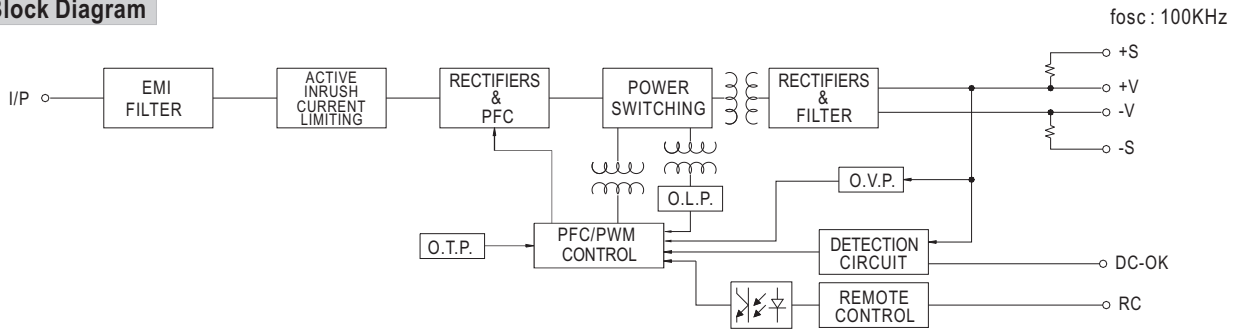 Block Diagram
fosc : 100KHz
I/P
EMI
FILTER
ACTIVE
INRUSH
CURRENT
LIMITING
RECTIFIERS
&
PFC
POWER
SWITCHING
RECTIFIERS
&
FILTER
+S
+V
-V
-S
O.L.P.
O.V.P.
O.T.P.
PFC/PWM
CONTROL
DETECTION
CIRCUIT
DC-OK
REMOTE
CONTROL
RC